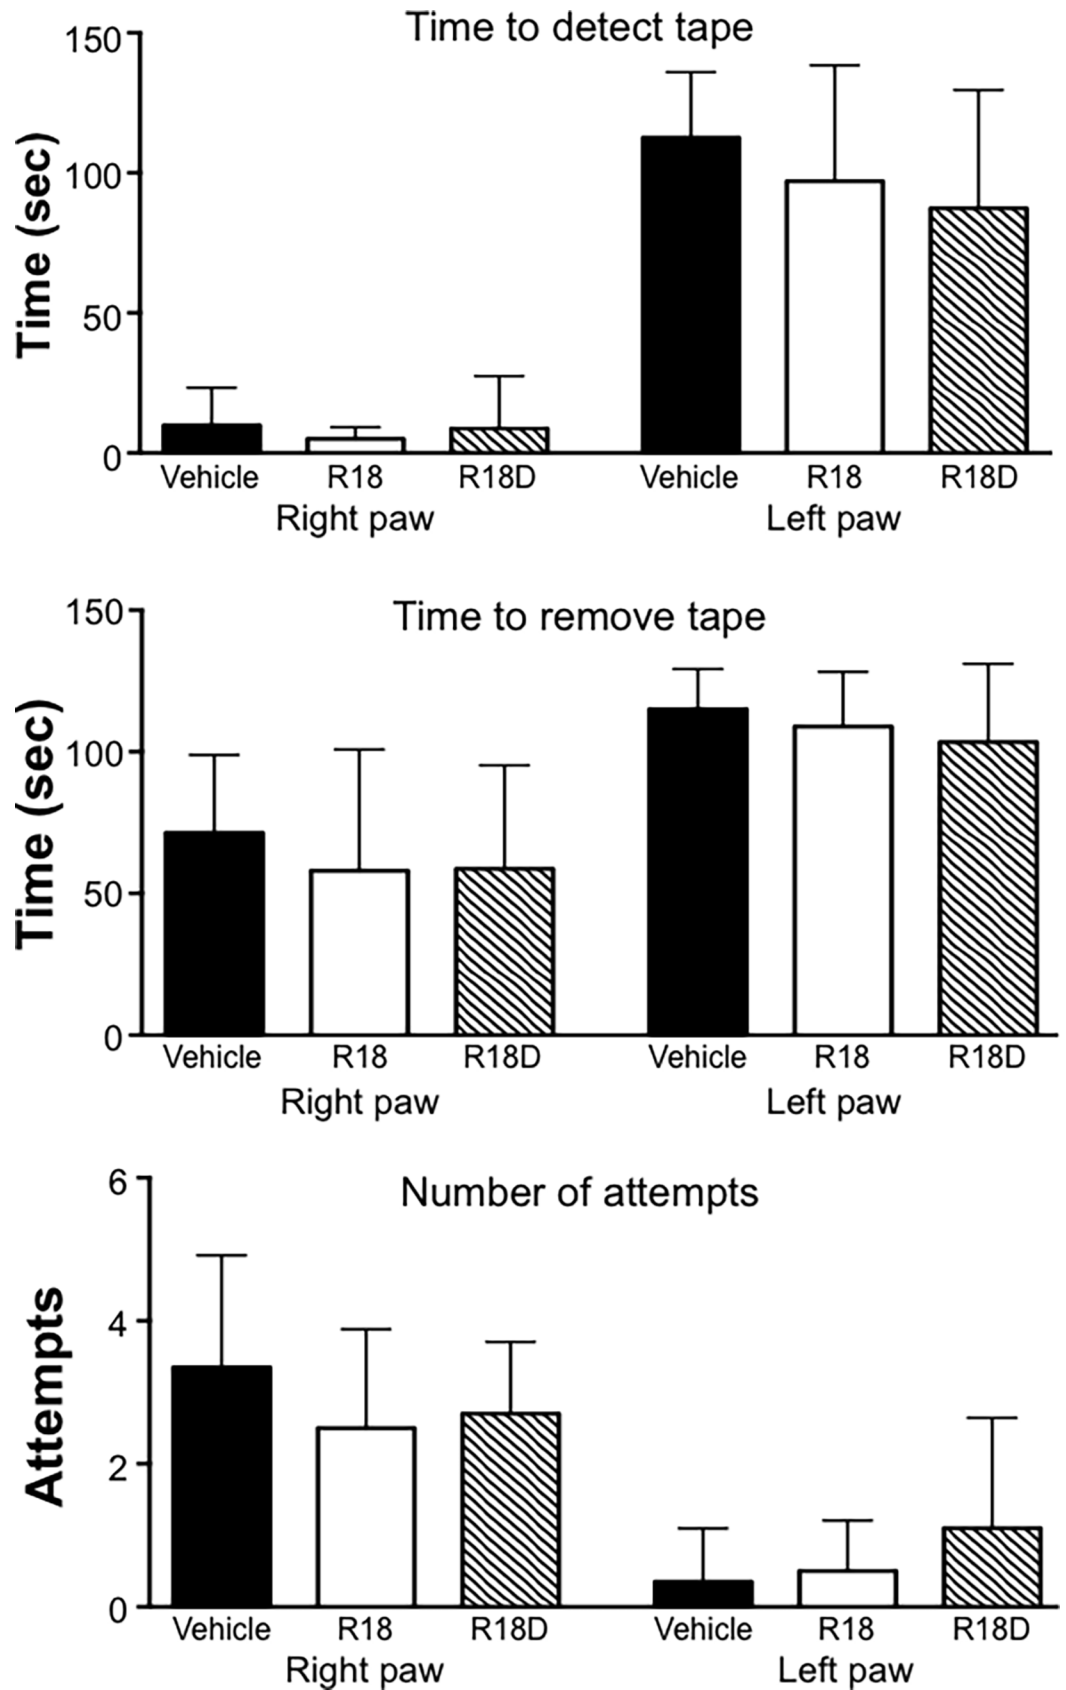 Time to detect tape
Time (sec)
150
100
50
0
Vehicle R18 R18D Vehicle R18 R18D
Right paw Left paw
Time to remove tape
Time (sec)
150
100
50
0
Vehicle R18 R18D Vehicle R18 R18D
Right paw Left paw
Number of attempts
Attempts
6
4
2
0
Vehicle R18 R18D Vehicle R18 R18D
Right paw Left paw